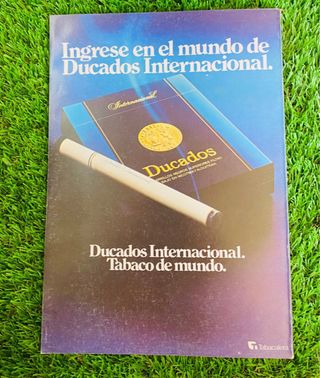 Ingrese en el mundo de
Ducados Internacional.
Internacional
Ducados
Ducados Internacional.
Tabaco de mundo.
Tabacalera